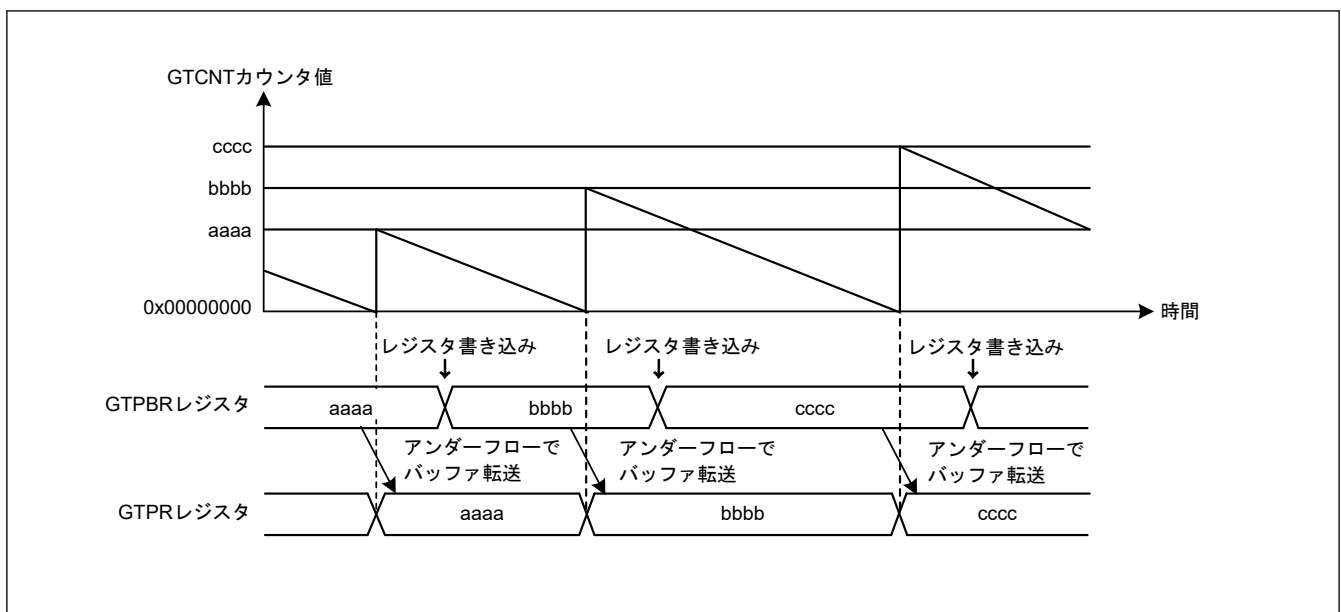 GTCNTカウンタ値
cccc
bbbb
aaaa
0x00000000
時間
レジスタ書き込み
レジスタ書き込み
レジスタ書き込み
GTPBRレジスタ
aaaa
bbbb
cccc
アンダーフローで
バッファ転送
アンダーフローで
バッファ転送
アンダーフローで
バッファ転送
GTPRレジスタ
aaaa
bbbb
cccc